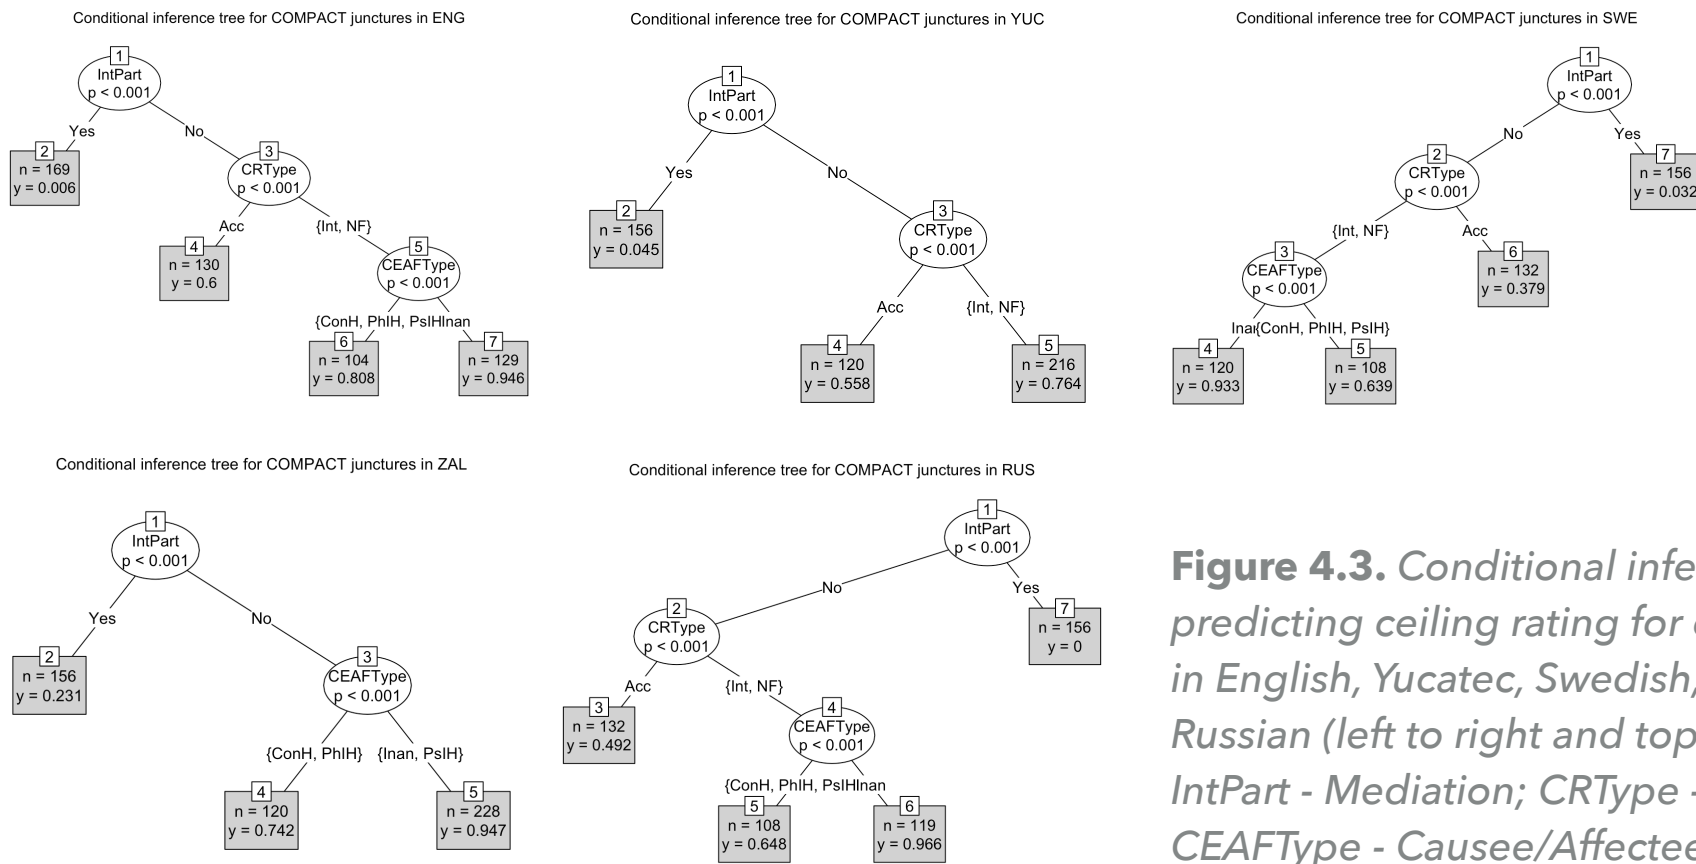 Conditional inference tree for COMPACT junctures in ENG
1
IntPart
p < 0.001
Yes
No
2
n = 169
y = 0.006
3
CRType
p < 0.001
Acc
{Int, NF}
4
n = 130
y = 0.6
5
CEAFType
p < 0.001
{ConH, PhIH, PsIH}
Inan
6
n = 104
y = 0.808
7
n = 129
y = 0.946
Conditional inference tree for COMPACT junctures in YUC
1
IntPart
p < 0.001
Yes
No
2
n = 156
y = 0.045
3
CRType
p < 0.001
Acc
{Int, NF}
4
n = 120
y = 0.558
5
n = 216
y = 0.764
Conditional inference tree for COMPACT junctures in SWE
1
IntPart
p < 0.001
No
Yes
2
CRType
p < 0.001
7
n = 156
y = 0.032
{Int, NF}
Acc
3
CEAFType
p < 0.001
6
n = 132
y = 0.379
Inan
{ConH, PhIH, PsIH}
4
n = 120
y = 0.933
5
n = 108
y = 0.639
Conditional inference tree for COMPACT junctures in ZAL
1
IntPart
p < 0.001
Yes
No
2
n = 156
y = 0.231
3
CEAFType
p < 0.001
{ConH, PhIH}
{Inan, PsIH}
4
n = 120
y = 0.742
5
n = 228
y = 0.947
Conditional inference tree for COMPACT junctures in RUS
1
IntPart
p < 0.001
No
Yes
2
CRType
p < 0.001
7
n = 156
y = 0
Acc
{Int, NF}
3
n = 132
y = 0.492
4
CEAFType
p < 0.001
{ConH, PhIH, PsIH}
Inan
5
n = 108
y = 0.648
6
n = 119
y = 0.966
Figure 4.3. Conditional infe
predicting ceiling rating for
in English, Yucatec, Swedish,
Russian (left to right and top
IntPart - Mediation; CRType -
CEAFType - Causee/Affectee